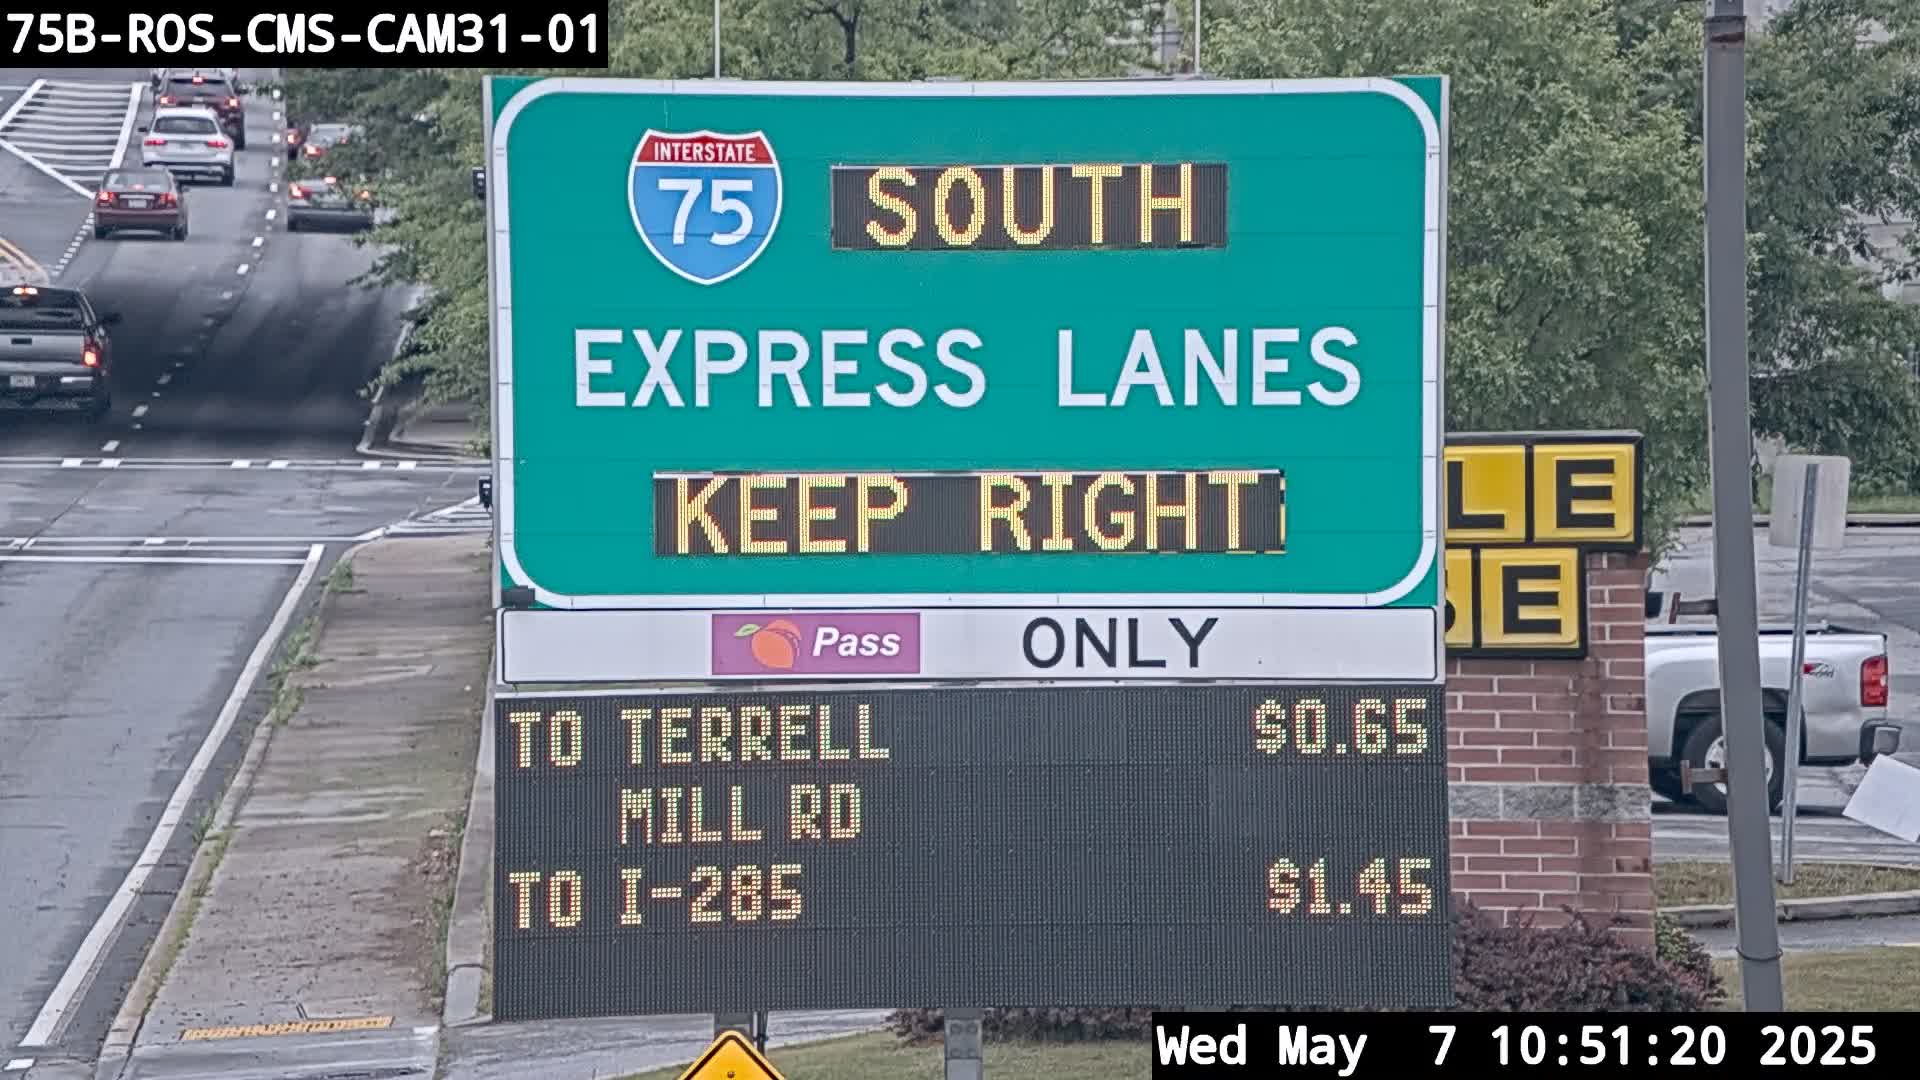 75B-ROS-CMS-CAM31-01
INTERSTATE
75
SOUTH
EXPRESS LANES
KEEP RIGHT
Pass ONLY
TO TERRELL $0.65
MILL RD
TO I-285 $1.45
LE
E
Wed May 7 10:51:20 2025